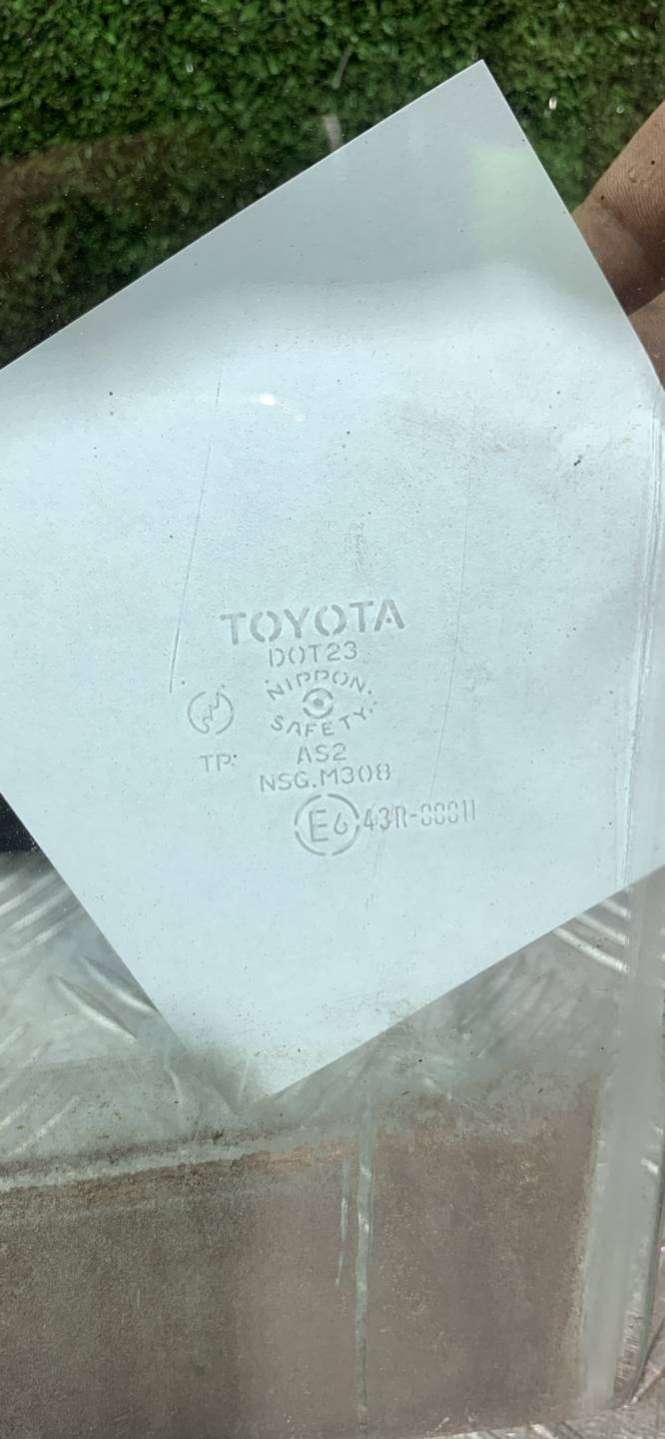 TOYOTA
DOT23
NIPPON
SAFETY
TP:
AS2
NSG.M308
E6 43R-00011